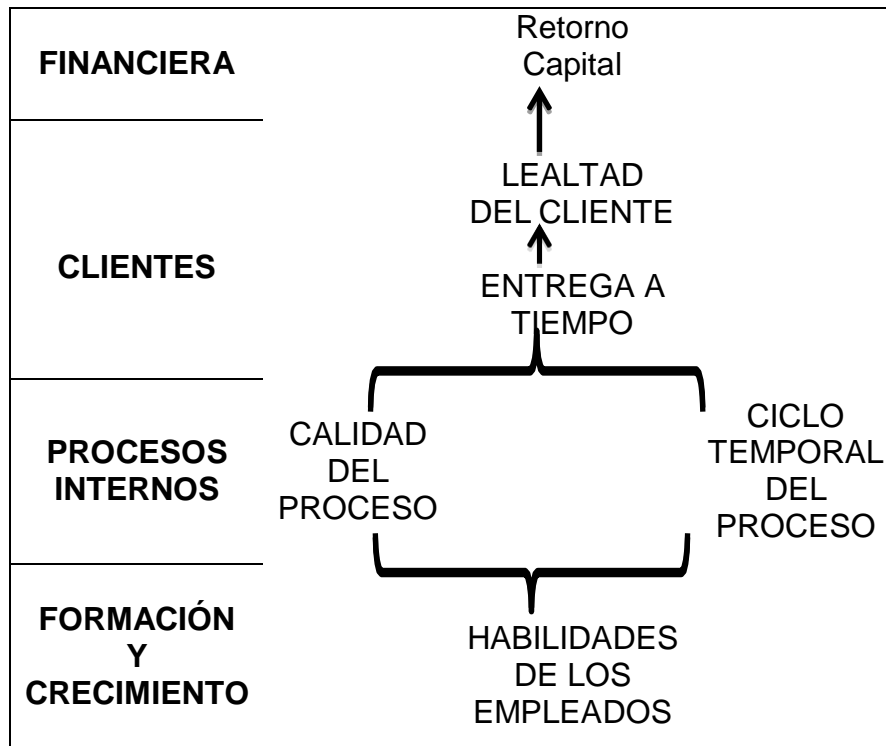 FINANCIERA
Retorno
Capital
CLIENTES
LEALTAD
DEL CLIENTE
ENTREGA A
TIEMPO
PROCESOS
INTERNOS
CALIDAD
DEL
PROCESO
CICLO
TEMPORAL
DEL
PROCESO
FORMACIÓN
Y
CRECIMIENTO
HABILIDADES
DE LOS
EMPLEADOS